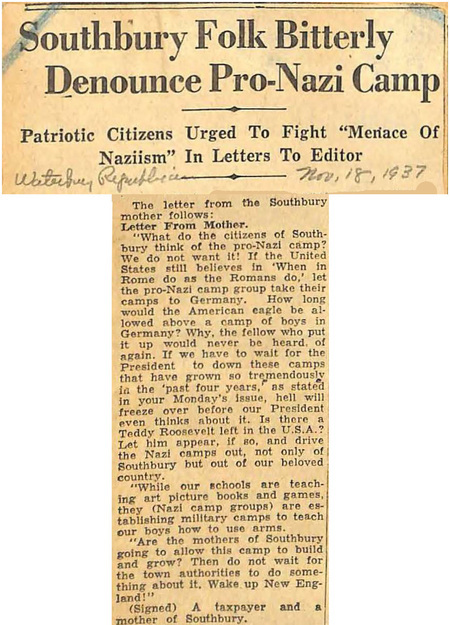 Southbury Folk Bitterly
Denounce Pro-Nazi Camp
Patriotic Citizens Urged To Fight "Menace Of
Naziism" In Letters To Editor
Waterbury Republican Nov, 18, 1937
The letter from the Southbury
mother follows:
Letter From Mother.
"What do the citizens of South-
bury think of the pro-Nazi camp?
We do not want it! If the United
States still believes in 'When in
Rome do as the Romans do,' let
the pro-Nazi camp group take their
camps to Germany. How long
would the American eagle be al-
lowed above a camp of boys in
Germany? Why, the fellow who put
it up would never be heard of
again. If we have to wait for the
President to down these camps
that have grown so tremendously
in the 'past four years,' as stated
in your Monday's issue, hell will
freeze over before our President
even thinks about it. Is there a
Teddy Roosevelt left in the U.S.A.?
Let him appear, if so, and drive
the Nazi camps out, not only of
Southbury but out of our beloved
country.
"While our schools are teach-
ing art picture books and games,
they (Nazi camp groups) are es-
tablishing military camps to teach
our boys how to use arms.
"Are the mothers of Southbury
going to allow this camp to build
and grow? Then do not wait for
the town authorities to do some-
thing about it. Wake up New Eng-
land!"
(Signed) A taxpayer and a
mother of Southbury.